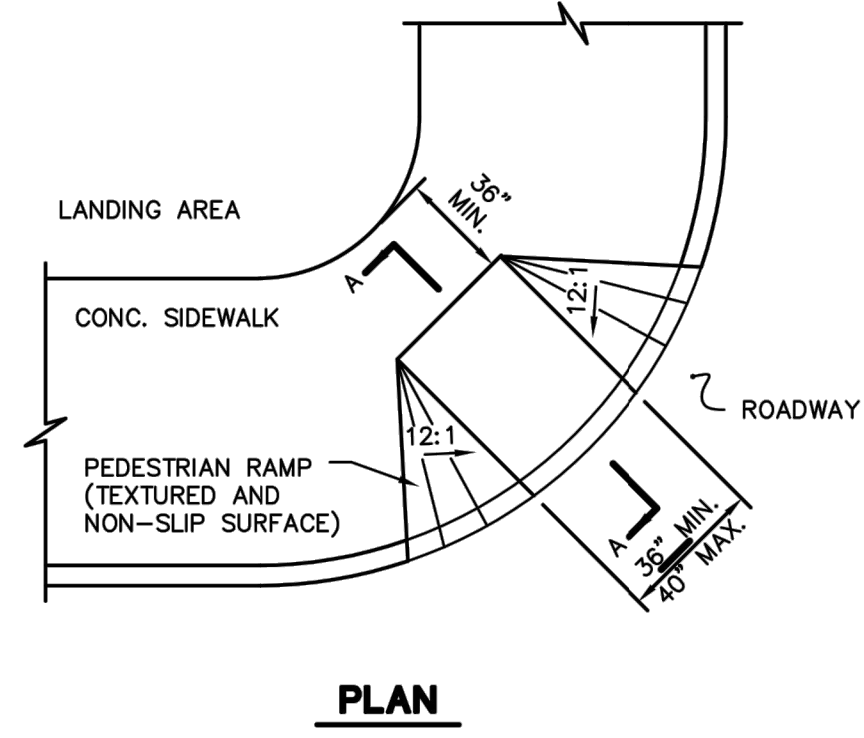 36”
MIN.
LANDING AREA
A
12:1
CONC. SIDEWALK
ROADWAY
12:1
PEDESTRIAN RAMP
(TEXTURED AND
NON-SLIP SURFACE)
A
36” MIN.
40” MAX.
PLAN